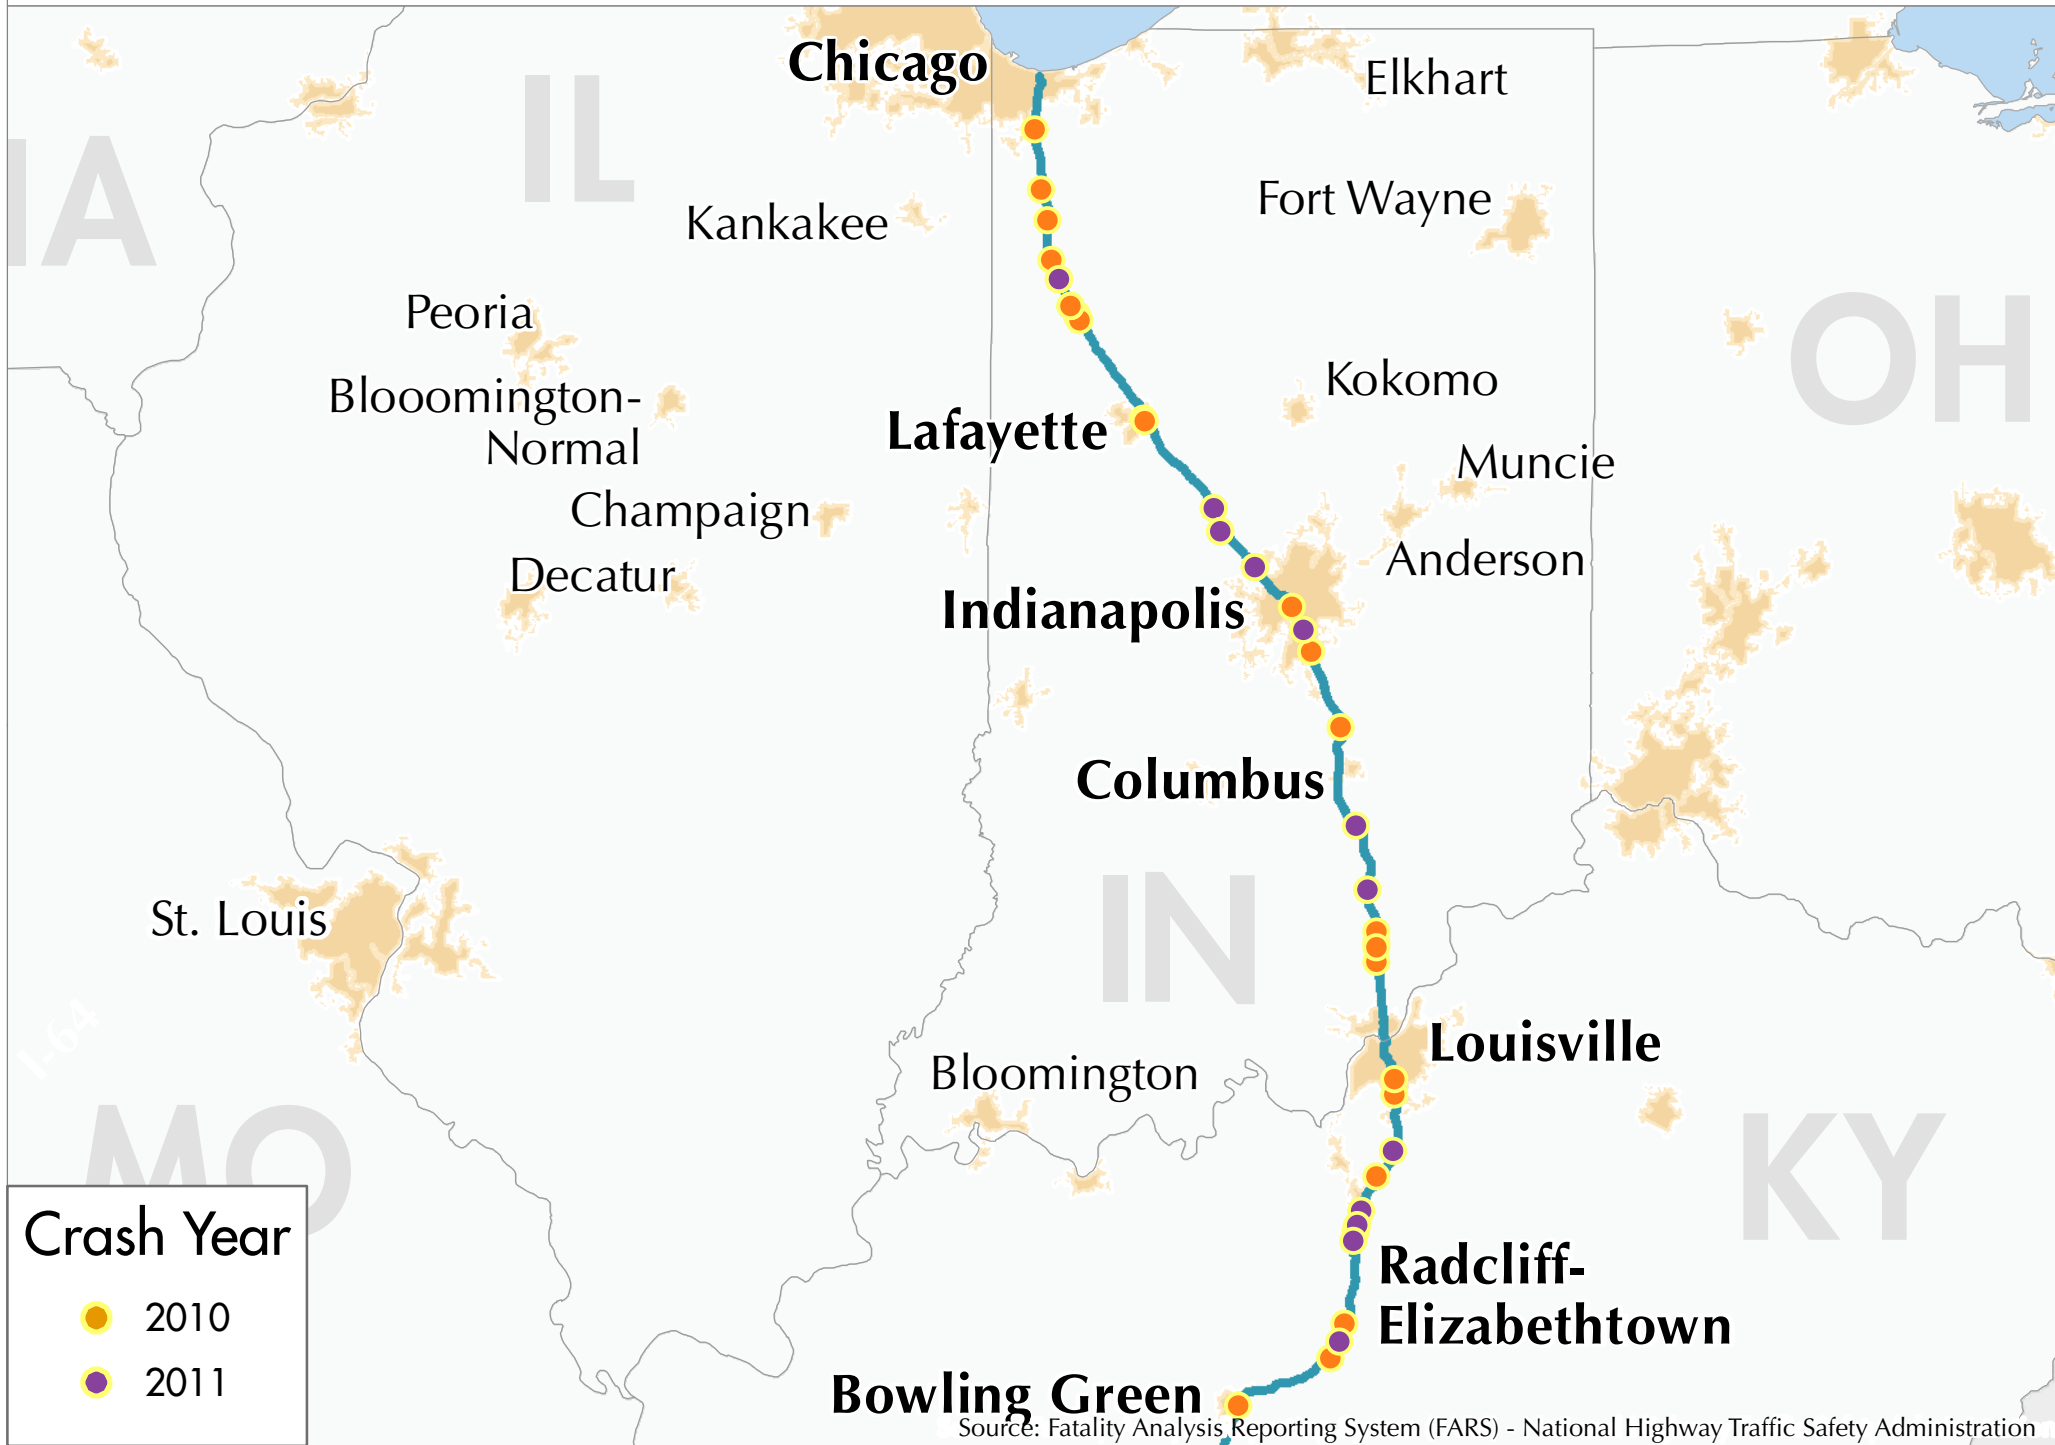 Chicago
Elkhart
IL
IA
Kankakee
Fort Wayne
Peoria
OH
Blooomington-
Normal
Kokomo
Lafayette
Muncie
Champaign
Decatur
Anderson
Indianapolis
Columbus
St. Louis
IN
I-64
Louisville
Bloomington
MO
KY
Radcliff-
Elizabethtown
Bowling Green
Crash Year
2010
2011
Source: Fatality Analysis Reporting System (FARS) - National Highway Traffic Safety Administration